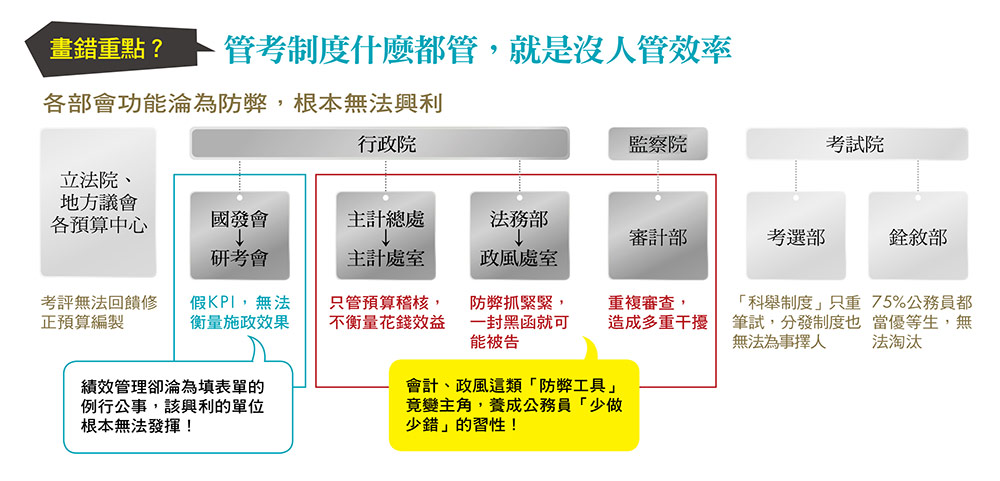 畫錯重點？
管考制度什麼都管，就是沒人管效率
各部會功能淪為防弊，根本無法興利
立法院、
地方議會
各預算中心
考評無法回饋修
正預算編製
行政院
國發會
↓
研考會
假KPI，無法
衡量施政效果
主計總處
↓
主計處室
只管預算稽核，
不衡量花錢效益
法務部
↓
政風處室
防弊抓緊緊，
一封黑函就可
能被告
監察院
審計部
重複審查，
造成多重干擾
考試院
考選部
「科舉制度」只重
筆試，分發制度也
無法為事擇人
銓敘部
75%公務員都
當優等生，無
法淘汰
績效管理卻淪為填表單的
例行公事，該興利的單位
根本無法發揮！
會計、政風這類「防弊工具」
竟變主角，養成公務員「少做
少錯」的習性！